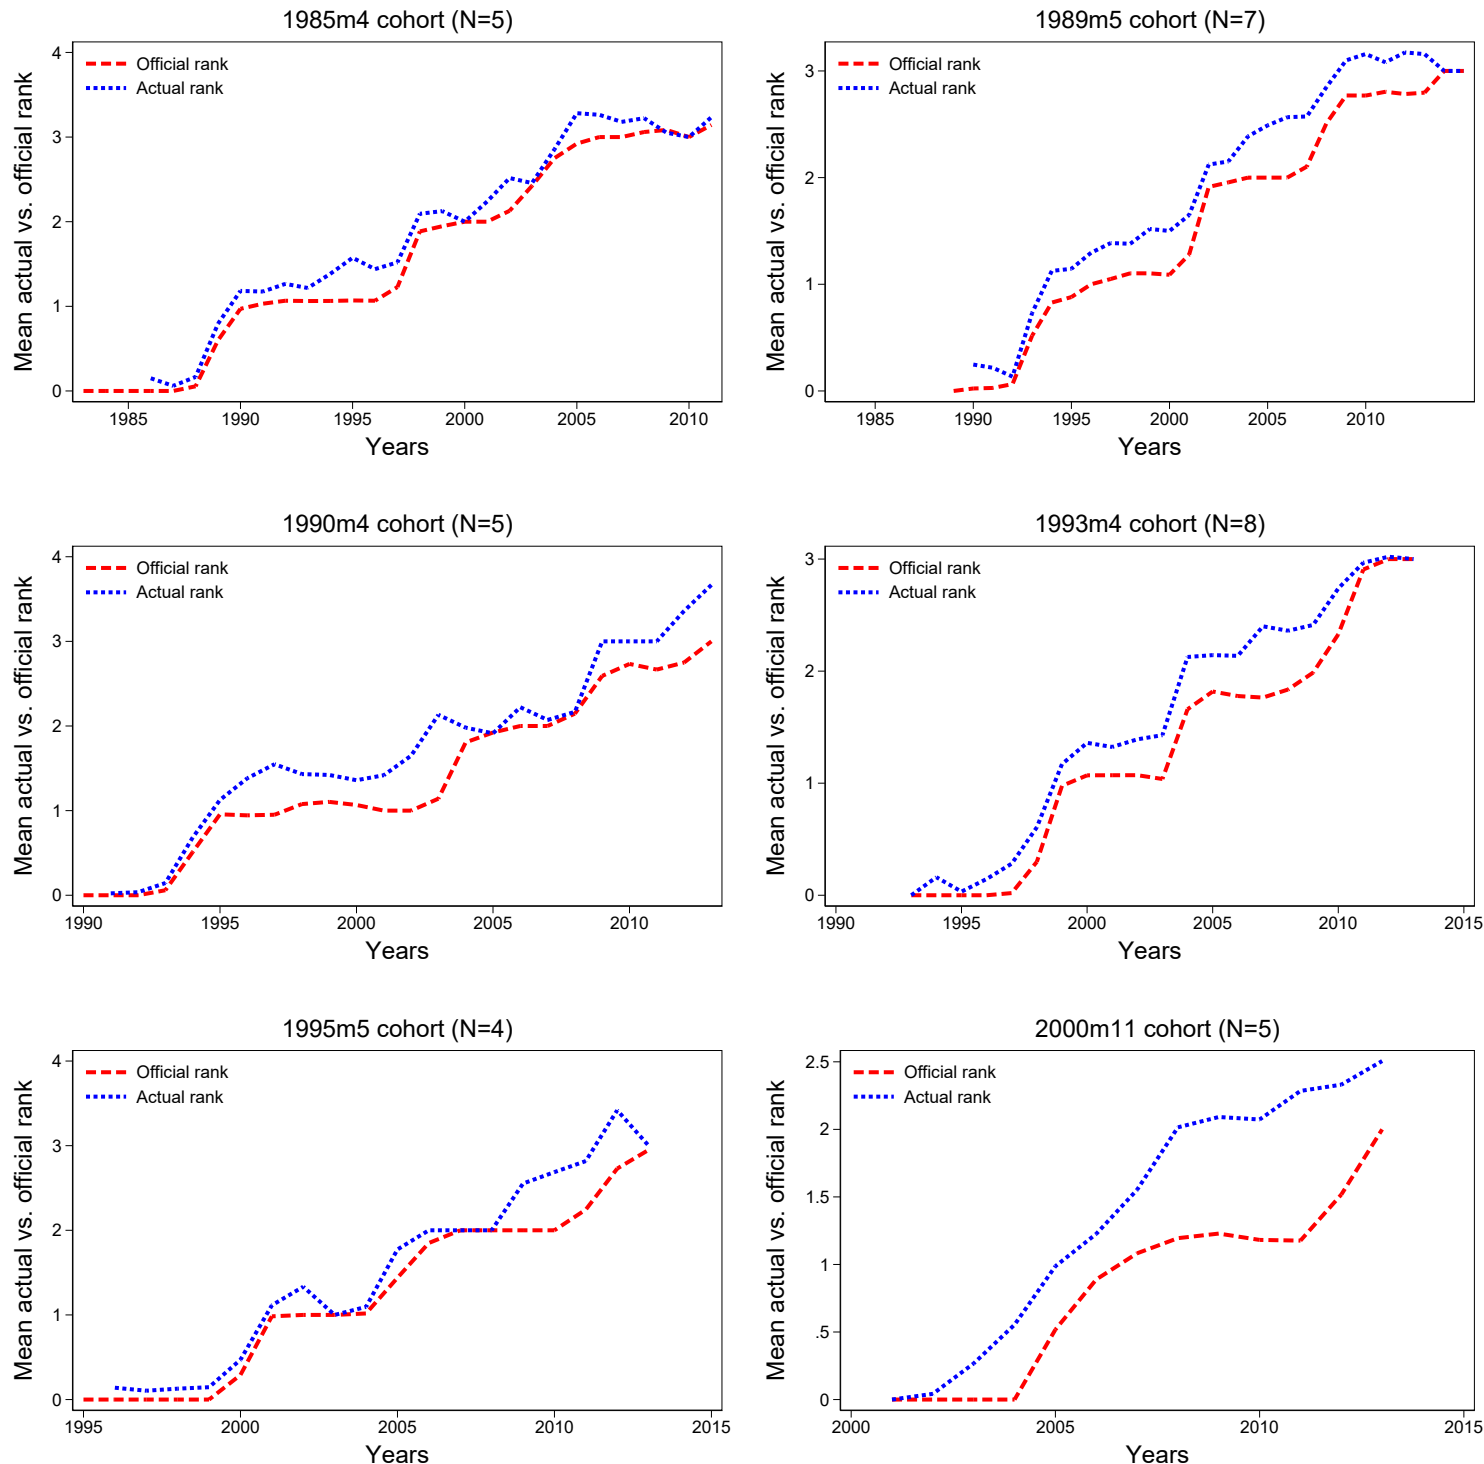 1985m4 cohort (N=5)
Mean actual vs. official rank
4
3
2
1
0
Official rank
Actual rank
1985 1990 1995 2000 2005 2010
Years
1989m5 cohort (N=7)
Mean actual vs. official rank
3
2
1
0
Official rank
Actual rank
1985 1990 1995 2000 2005 2010
Years
1990m4 cohort (N=5)
Mean actual vs. official rank
4
3
2
1
0
Official rank
Actual rank
1990 1995 2000 2005 2010
Years
1993m4 cohort (N=8)
Mean actual vs. official rank
3
2
1
0
Official rank
Actual rank
1990 1995 2000 2005 2010 2015
Years
1995m5 cohort (N=4)
Mean actual vs. official rank
4
3
2
1
0
Official rank
Actual rank
1995 2000 2005 2010 2015
Years
2000m11 cohort (N=5)
Mean actual vs. official rank
2.5
2
1.5
1
.5
0
Official rank
Actual rank
2000 2005 2010 2015
Years